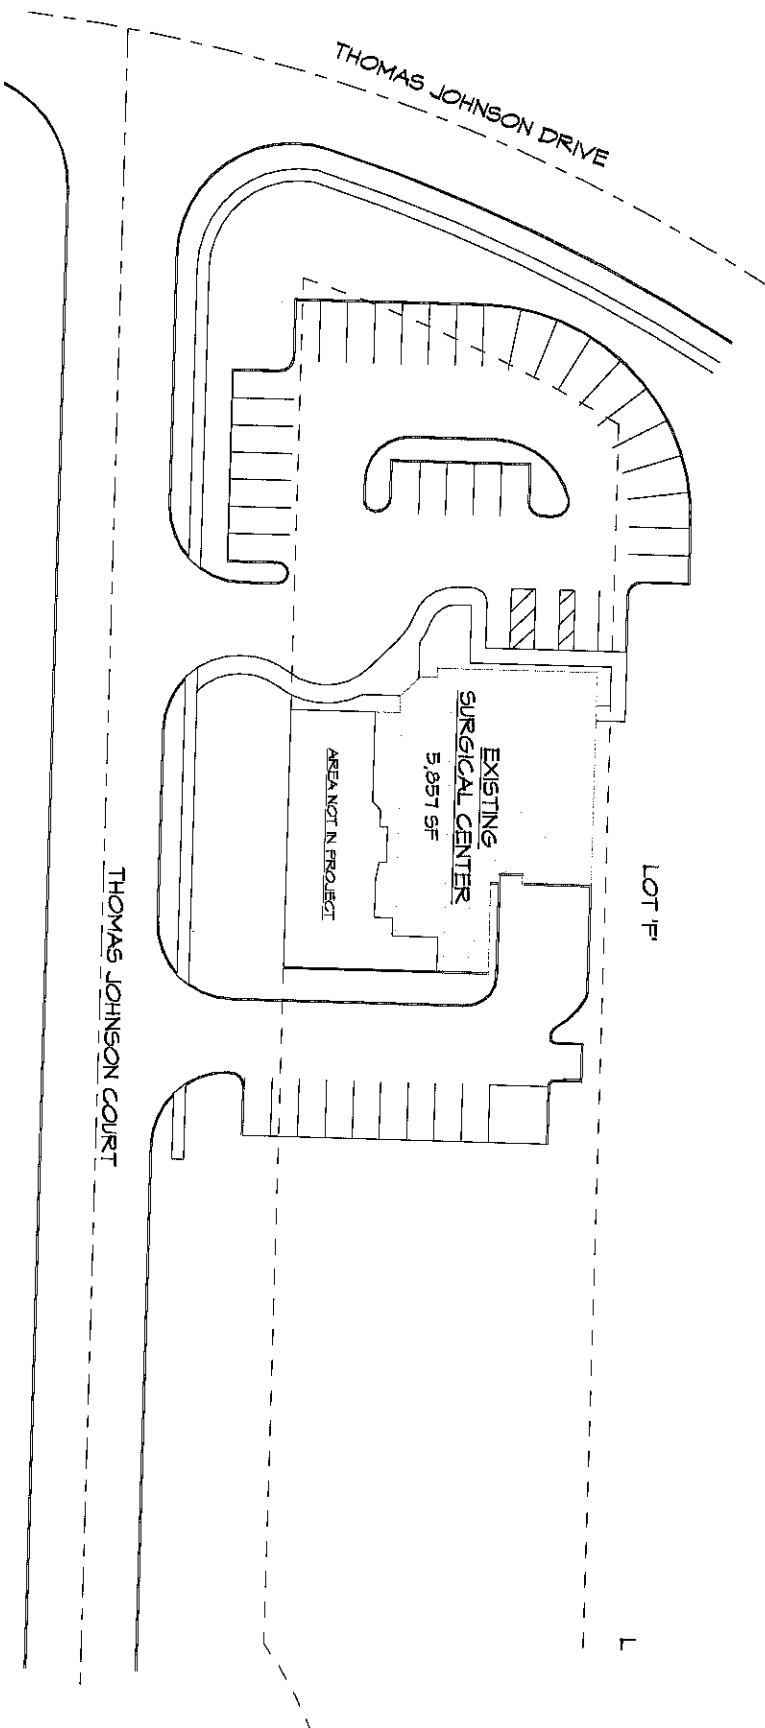 THOMAS JOHNSON DRIVE
EXISTING
SURGICAL CENTER
5,857 SF
AREA NOT IN PROJECT
LOT 'F'
THOMAS JOHNSON COURT
L